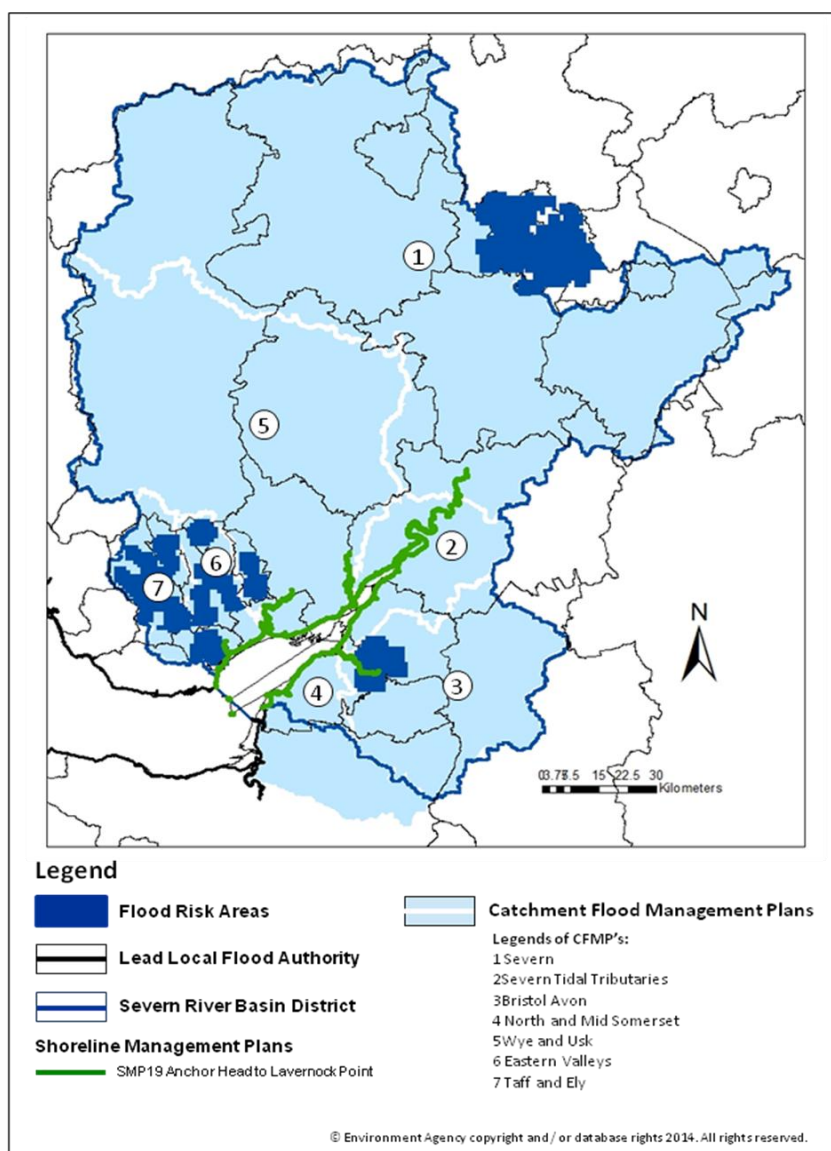 1
5
2
6
7
4
3
N
03.757.5 15 22.5 30
Kilometers
Legend
Flood Risk Areas
Lead Local Flood Authority
Severn River Basin District
Shoreline Management Plans
SMP19 Anchor Head to Lavernock Point
Catchment Flood Management Plans
Legends of CFMP's:
1 Severn
2Severn Tidal Tributaries
3Bristol Avon
4 North and Mid Somerset
5Wye and Usk
6 Eastern Valleys
7 Taff and Ely
© Environment Agency copyright and / or database rights 2014. All rights reserved.